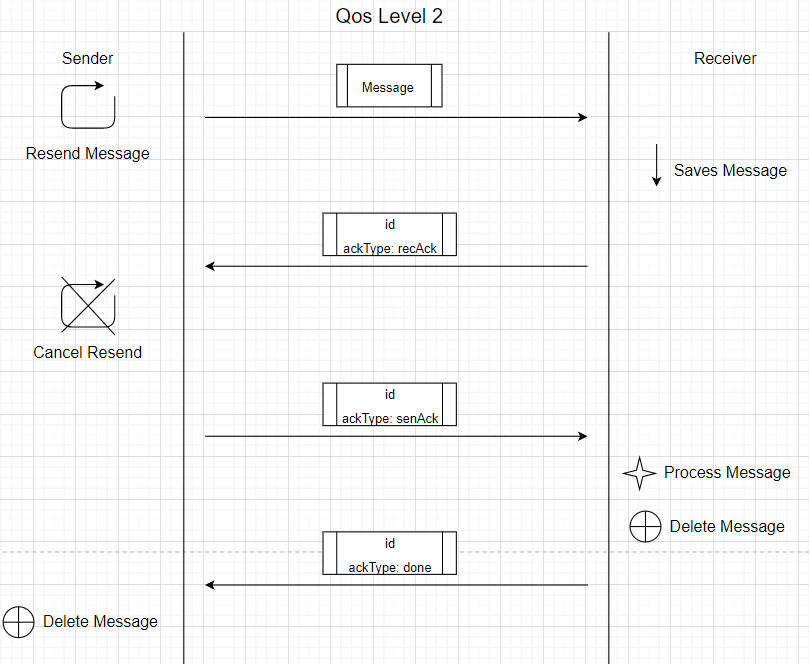 Qos Level 2
Sender
Receiver
Message
Resend Message
Saves Message
id
ackType: recAck
Cancel Resend
id
ackType: senAck
Process Message
Delete Message
id
ackType: done
Delete Message